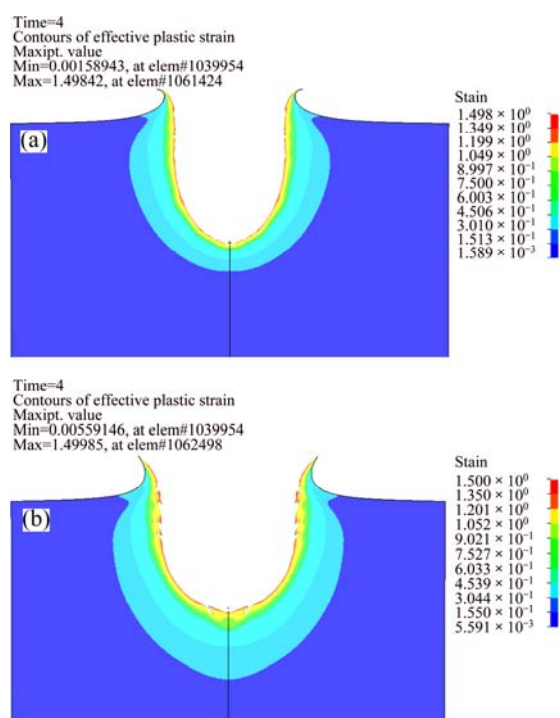 Time=4
Contours of effective plastic strain
Maxipt. value
Min=0.00158943, at elem#1039954
Max=1.49842, at elem#1061424
(a)
Stain
1.498 × 10⁰
1.349 × 10⁰
1.199 × 10⁰
1.049 × 10⁰
8.997 × 10⁻¹
7.500 × 10⁻¹
6.003 × 10⁻¹
4.506 × 10⁻¹
3.010 × 10⁻¹
1.513 × 10⁻¹
1.589 × 10⁻³
Time=4
Contours of effective plastic strain
Maxipt. value
Min=0.00559146, at elem#1039954
Max=1.49985, at elem#1062498
(b)
Stain
1.500 × 10⁰
1.350 × 10⁰
1.201 × 10⁰
1.052 × 10⁰
9.021 × 10⁻¹
7.527 × 10⁻¹
6.033 × 10⁻¹
4.539 × 10⁻¹
3.044 × 10⁻¹
1.550 × 10⁻¹
5.591 × 10⁻³